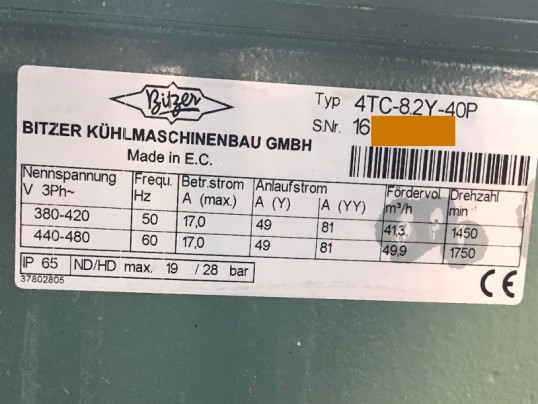 Bitzer
BITZER KÜHLMASCHINENBAU GMBH
Made in E.C.
Typ 4TC-8.2Y-40P
S.Nr. 16
Nennspannung Frequ. Betr.strom Anlaufstrom Fördervol. Drehzahl
V 3Ph~ Hz A (max.) A (Y) A (YY) m³/h min⁻¹
380-420 50 17,0 49 81 41,3 1450
440-480 60 17,0 49 81 49,9 1750
IP 65 ND/HD max. 19 / 28 bar
37802805
CE